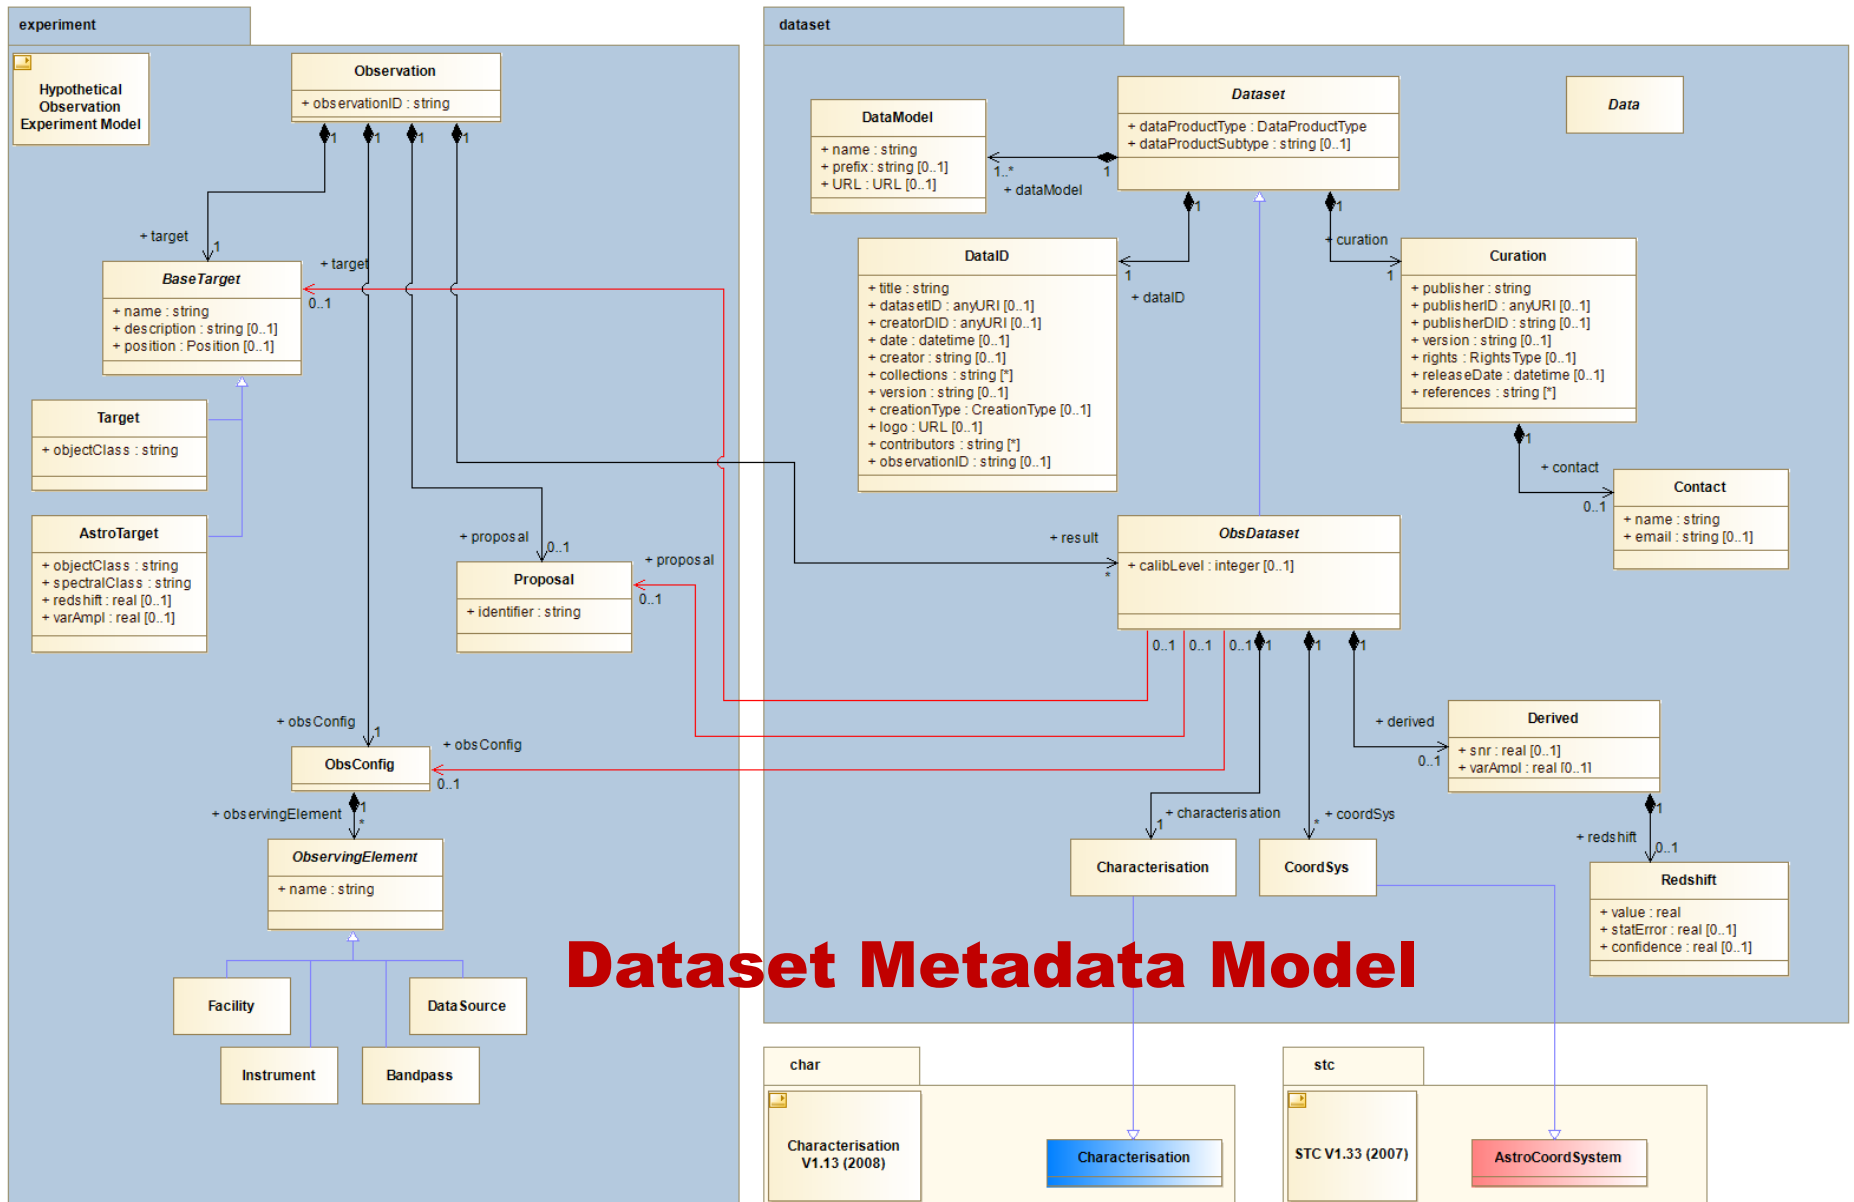 experiment
Hypothetical
Observation
Experiment Model
Observation
+ observationID : string
1
1
1
1
+ target
1
BaseTarget
+ name : string
+ description : string [0..1]
+ position : Position [0..1]
+ target
0..1
Target
+ objectClass : string
AstroTarget
+ objectClass : string
+ spectralClass : string
+ redshift : real [0..1]
+ varAmpl : real [0..1]
+ proposal
0..1
Proposal
+ identifier : string
+ proposal
0..1
+ obsConfig
1
ObsConfig
+ obsConfig
0..1
1
+ observingElement
*
ObservingElement
+ name : string
Facility
DataSource
Instrument
Bandpass
dataset
Dataset
+ dataProductType : DataProductType
+ dataProductSubtype : string [0..1]
Data
DataModel
+ name : string
+ prefix : string [0..1]
+ URL : URL [0..1]
1..*
1
+ dataModel
1
1
DataID
+ title : string
+ datasetID : anyURI [0..1]
+ creatorDID : anyURI [0..1]
+ date : datetime [0..1]
+ creator : string [0..1]
+ collections : string [*]
+ version : string [0..1]
+ creationType : CreationType [0..1]
+ logo : URL [0..1]
+ contributors : string [*]
+ observationID : string [0..1]
1
+ dataID
+ curation
1
Curation
+ publisher : string
+ publisherID : anyURI [0..1]
+ publisherDID : string [0..1]
+ version : string [0..1]
+ rights : RightsType [0..1]
+ releaseDate : datetime [0..1]
+ references : string [*]
1
+ contact
0..1
Contact
+ name : string
+ email : string [0..1]
+ result
*
ObsDataset
+ calibLevel : integer [0..1]
0..1
0..1
0..1
1
1
1
+ derived
0..1
Derived
+ snr : real [0..1]
+ varAmpl : real [0..1]
1
+ redshift
0..1
Redshift
+ value : real
+ statError : real [0..1]
+ confidence : real [0..1]
+ characterisation
1
Characterisation
+ coordSys
*
CoordSys
Dataset Metadata Model
char
Characterisation
V1.13 (2008)
Characterisation
stc
STC V1.33 (2007)
AstroCoordSystem